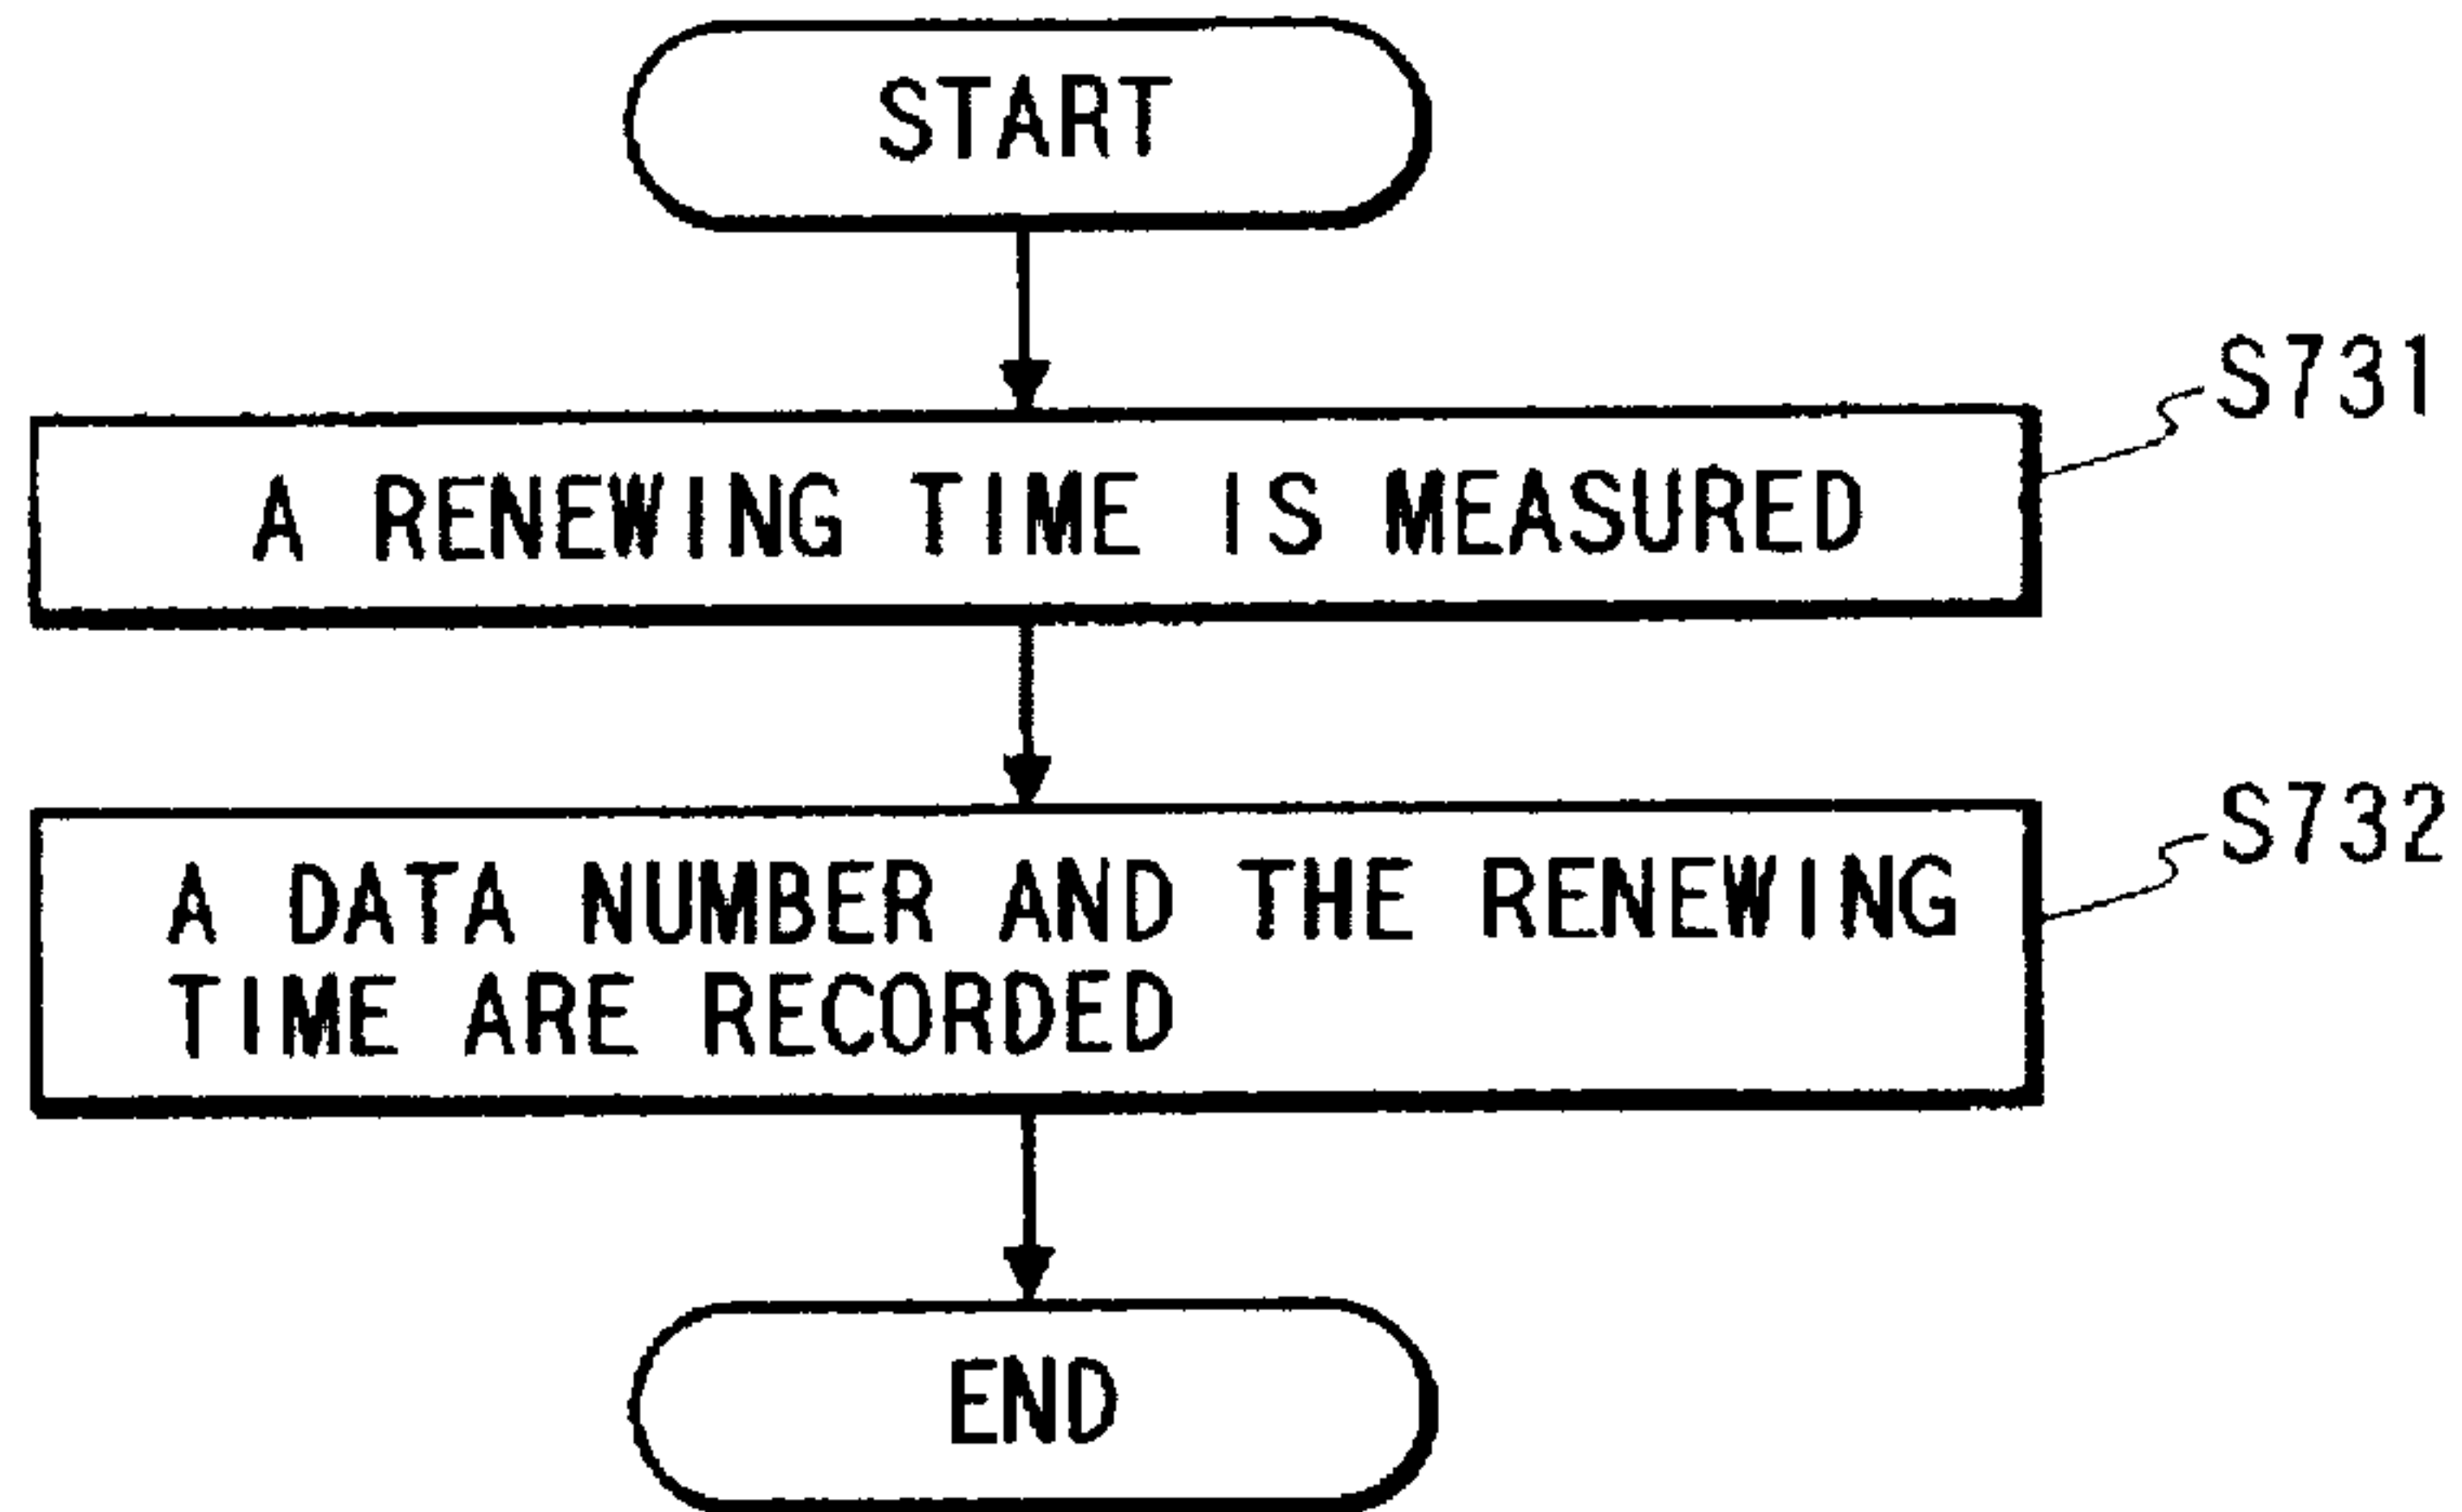 START
S731
A RENEWING TIME IS MEASURED
S732
A DATA NUMBER AND THE RENEWING
TIME ARE RECORDED
END